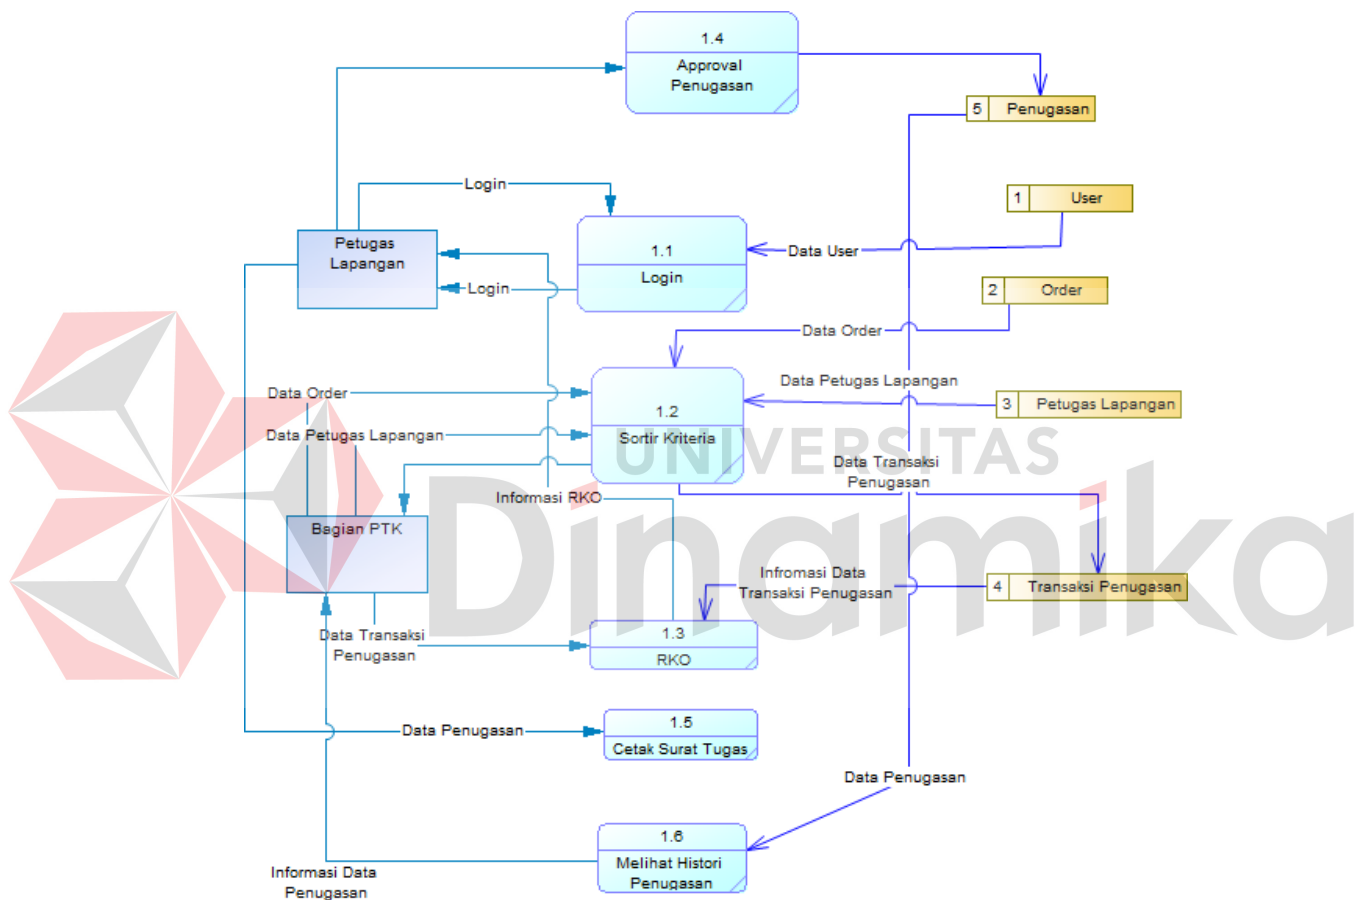 1.4
Approval
Penugasan
5 Penugasan
Login
1 User
Petugas
Lapangan
1.1
Login
Data User
Login
2 Order
Data Order
Data Petugas Lapangan
3 Petugas Lapangan
Data Order
1.2
Sortir Kriteria
Data Petugas Lapangan
UNIVERSITAS
Dinamika
Data Transaksi
Penugasan
Informasi RKO
Bagian PTK
Infromasi Data
Transaksi Penugasan
4 Transaksi Penugasan
Data Transaksi
Penugasan
1.3
RKO
1.5
Cetak Surat Tugas
Data Penugasan
Data Penugasan
1.6
Melihat Histori
Penugasan
Informasi Data
Penugasan